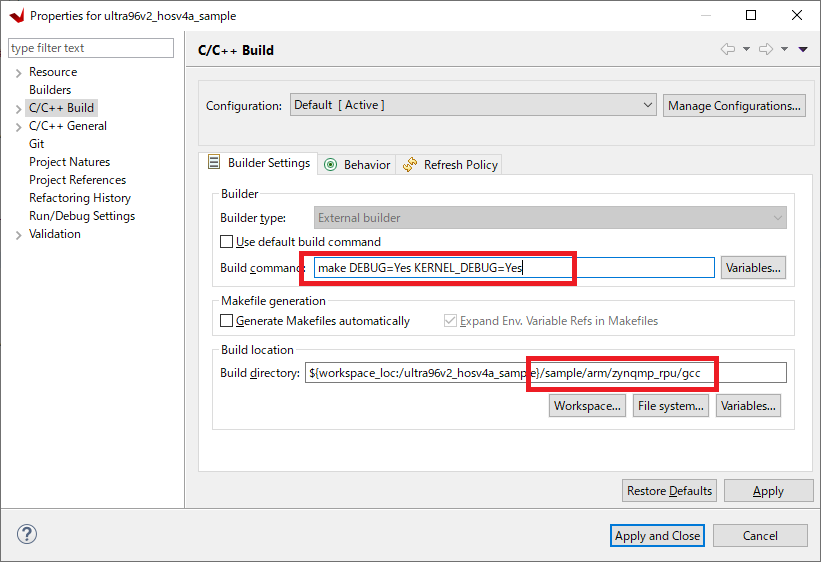 Properties for ultra96v2_hosv4a_sample
type filter text
Resource
Builders
C/C++ Build
C/C++ General
Git
Project Natures
Project References
Refactoring History
Run/Debug Settings
Validation
C/C++ Build
Configuration: Default [ Active ] Manage Configurations...
Builder Settings Behavior Refresh Policy
Builder
Builder type: External builder
Use default build command
Build command: make DEBUG=Yes KERNEL_DEBUG=Yes Variables...
Makefile generation
Generate Makefiles automatically Expand Env. Variable Refs in Makefiles
Build location
Build directory: ${workspace_loc:/ultra96v2_hosv4a_sample}/sample/arm/zynqmp_rpu/gcc
Workspace... File system... Variables...
Restore Defaults Apply
? Apply and Close Cancel